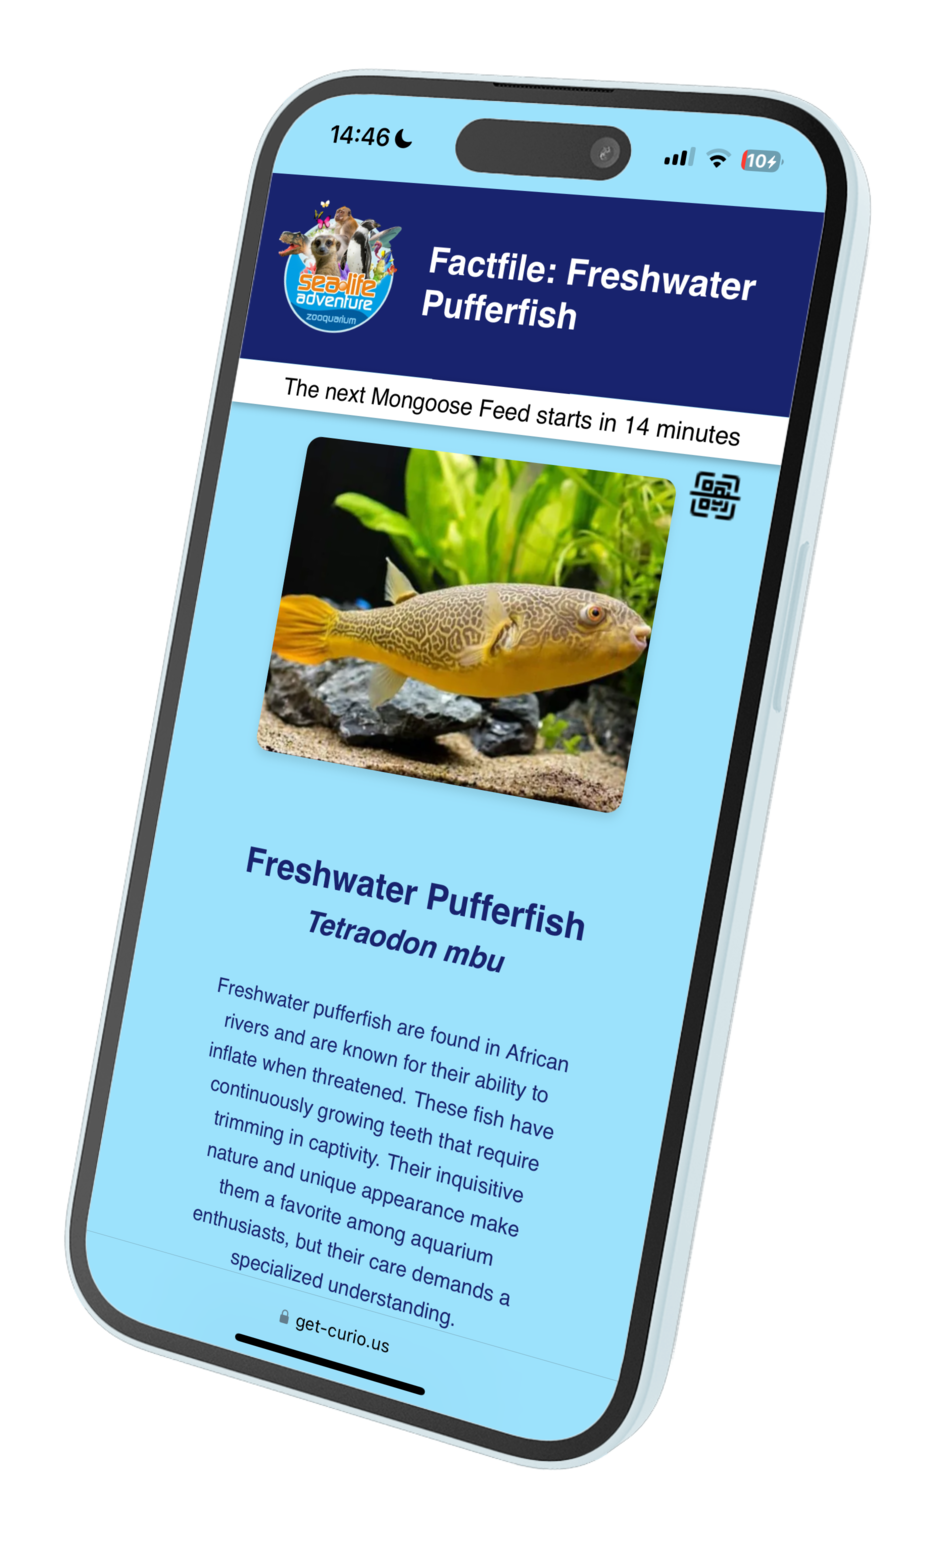 14:46
10
sea life
adventure
zooquarium
Factfile: Freshwater
Pufferfish
The next Mongoose Feed starts in 14 minutes
Freshwater Pufferfish
Tetraodon mbu
Freshwater pufferfish are found in African
rivers and are known for their ability to
inflate when threatened. These fish have
continuously growing teeth that require
trimming in captivity. Their inquisitive
nature and unique appearance make
them a favorite among aquarium
enthusiasts, but their care demands a
specialized understanding.
get-curio.us